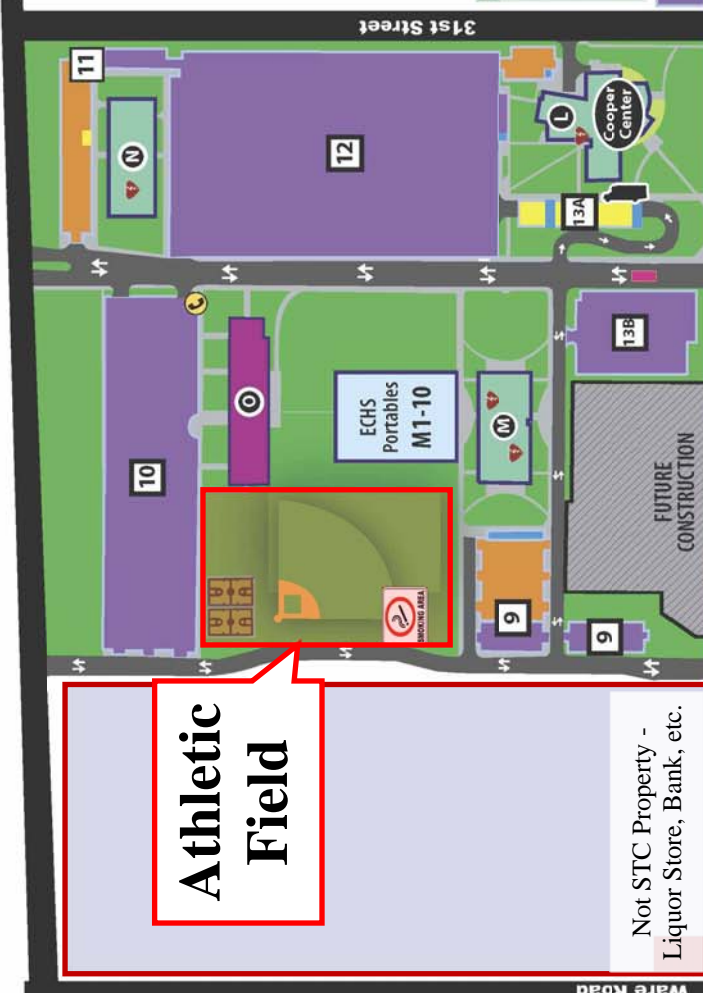 31st Street
11
N
12
L
Cooper
Center
13A
10
O
ECHS
Portables
M1-10
M
13B
FUTURE
CONSTRUCTION
SMOKING AREA
9
9
Athletic
Field
Not STC Property -
Liquor Store, Bank, etc.
Ware Road